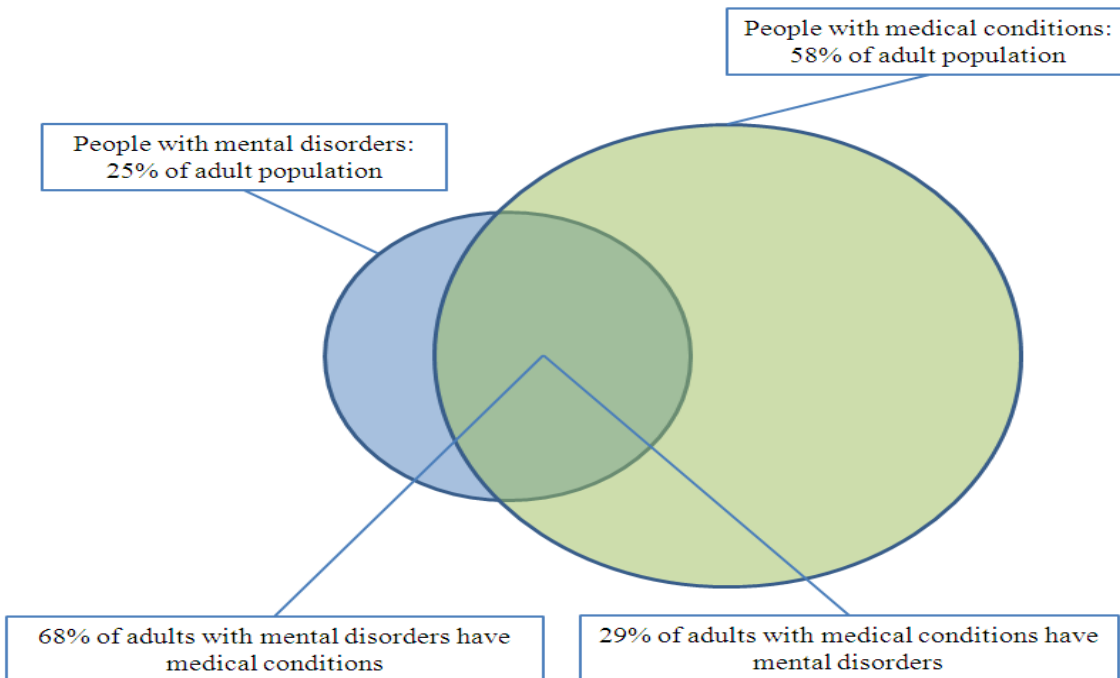 People with medical conditions:
58% of adult population
People with mental disorders:
25% of adult population
68% of adults with mental disorders have
medical conditions
29% of adults with medical conditions have
mental disorders